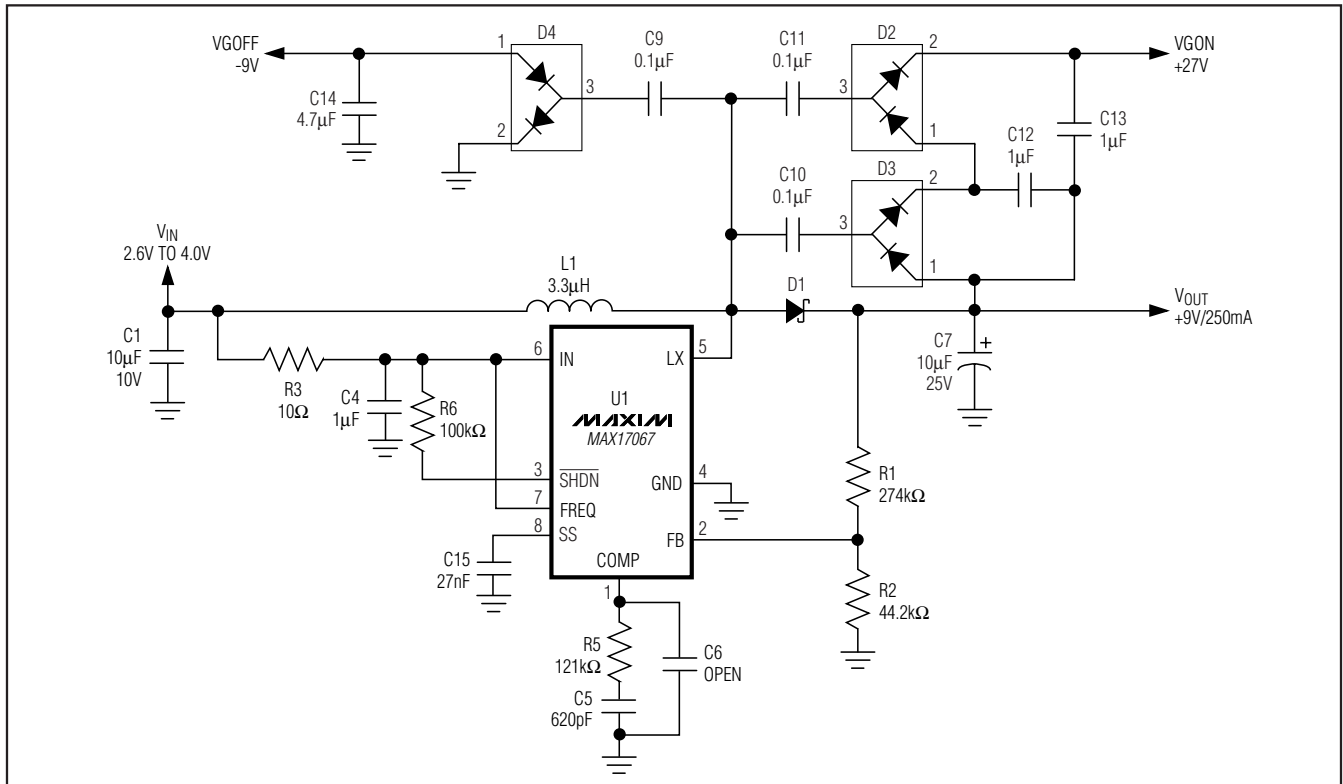 VGOFF
-9V
C14
4.7µF
1
2
D4
3
C9
0.1µF
C11
0.1µF
3
D2
2
1
VGON
+27V
C12
1µF
C13
1µF
C10
0.1µF
3
D3
2
1
VIN
2.6V TO 4.0V
L1
3.3µH
D1
VOUT
+9V/250mA
C1
10µF
10V
R3
10Ω
C4
1µF
R6
100kΩ
6
IN
LX
5
U1
MAXIM
MAX17067
C7
10µF
25V
+
3
SHDN
7
FREQ
8
SS
GND
4
FB
2
COMP
1
R1
274kΩ
R2
44.2kΩ
C15
27nF
R5
121kΩ
C5
620pF
C6
OPEN